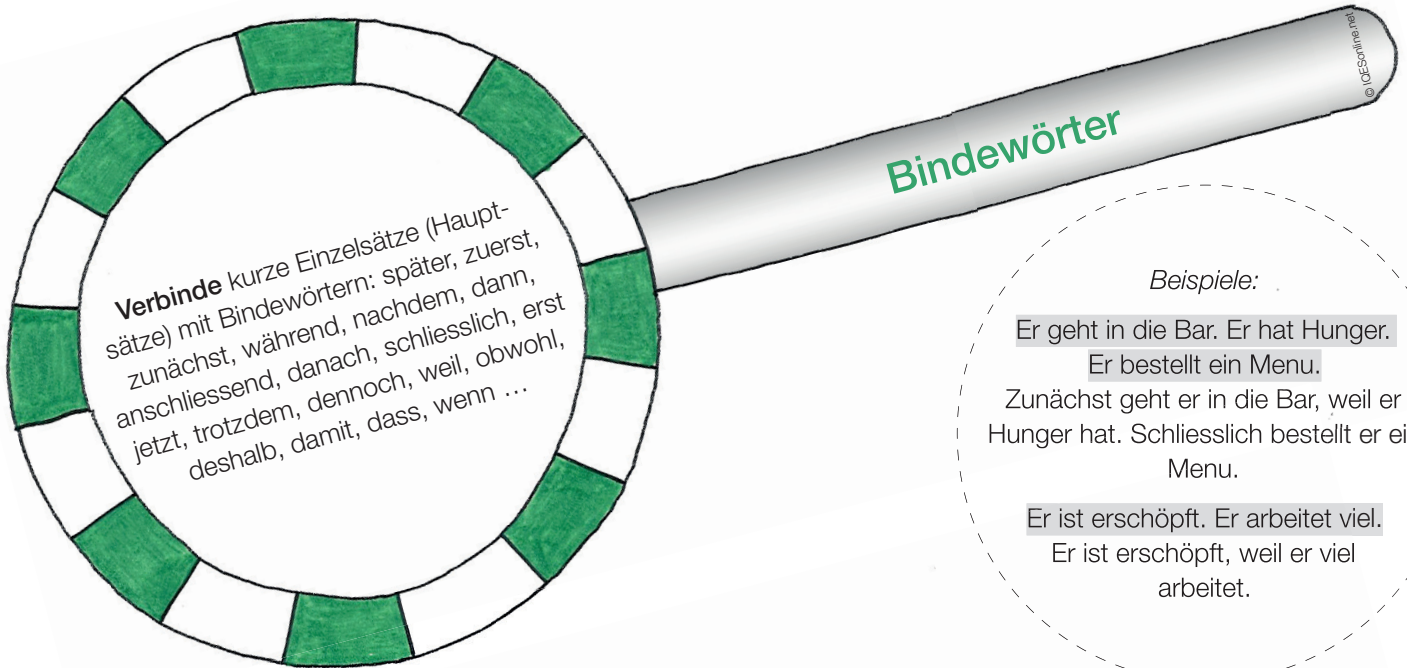 © IQESonline.net
Bindewörter
Verbinde kurze Einzelsätze (Haupt-
sätze) mit Bindewörtern: später, zuerst,
zunächst, während, nachdem, dann,
anschliessend, danach, schliesslich, erst
jetzt, trotzdem, dennoch, weil, obwohl,
deshalb, damit, dass, wenn …
Beispiele:
Er geht in die Bar. Er hat Hunger.
Er bestellt ein Menu.
Zunächst geht er in die Bar, weil er
Hunger hat. Schliesslich bestellt er ei
Menu.
Er ist erschöpft. Er arbeitet viel.
Er ist erschöpft, weil er viel
arbeitet.